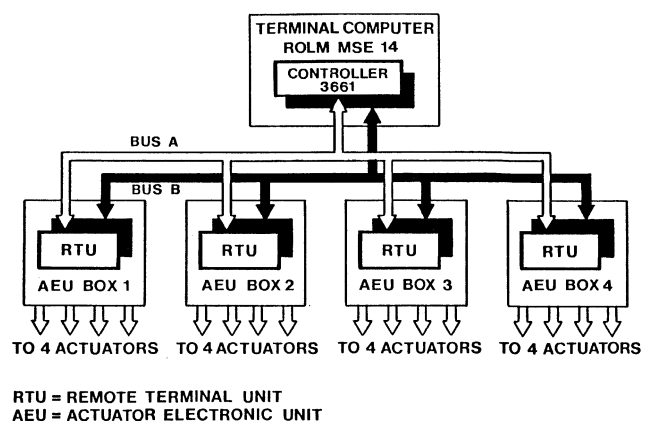 TERMINAL COMPUTER
ROLM MSE 14
CONTROLLER
3661
BUS A
BUS B
RTU
RTU
RTU
RTU
AEU BOX 1
AEU BOX 2
AEU BOX 3
AEU BOX 4
TO 4 ACTUATORS
TO 4 ACTUATORS
TO 4 ACTUATORS
TO 4 ACTUATORS
RTU = REMOTE TERMINAL UNIT
AEU = ACTUATOR ELECTRONIC UNIT